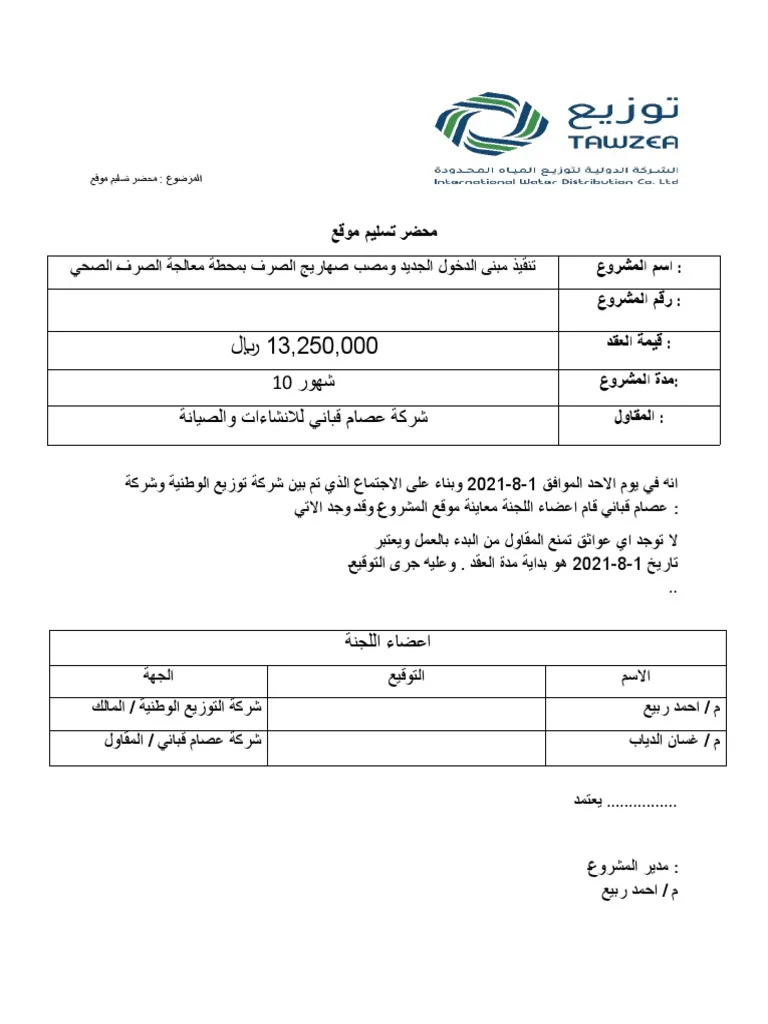 توزيع
TAWZEA
الشركة الدولية لتوزيع المياه المحدودة
International Water Distribution Co. Ltd
الموضوع : محضر تسليم موقع
محضر تسليم موقع
اسم المشروع : تنفيذ مبنى الدخول الجديد ومصب صهاريج الصرف بمحطة معالجة الصرف الصحي
رقم المشروع :
قيمة العقد : 13,250,000 ريال
مدة المشروع: 10 شهور
المقاول : شركة عصام قباني للانشاءات والصيانة
انه في يوم الاحد الموافق 1-8-2021 وبناء على الاجتماع الذي تم بين شركة توزيع الوطنية وشركة
عصام قباني قام اعضاء اللجنة معاينة موقع المشروع وقد وجد الاتي :
لا توجد اي عوائق تمنع المقاول من البدء بالعمل ويعتبر
تاريخ 1-8-2021 هو بداية مدة العقد . وعليه جرى التوقيع
..
اعضاء اللجنة
الاسم التوقيع الجهة
م / احمد ربيع شركة التوزيع الوطنية / المالك
م / غسان الدياب شركة عصام قباني / المقاول
يعتمد ................
مدير المشروع :
م / احمد ربيع